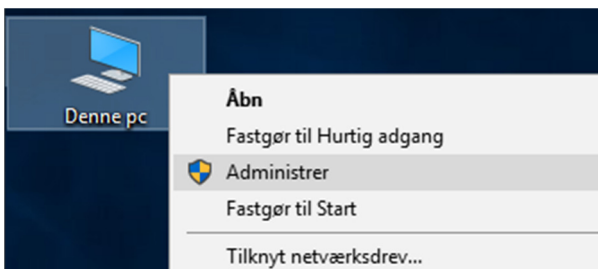 Denne pc
Åbn
Fastgør til Hurtig adgang
Administrer
Fastgør til Start
Tilknyt netværksdrev...